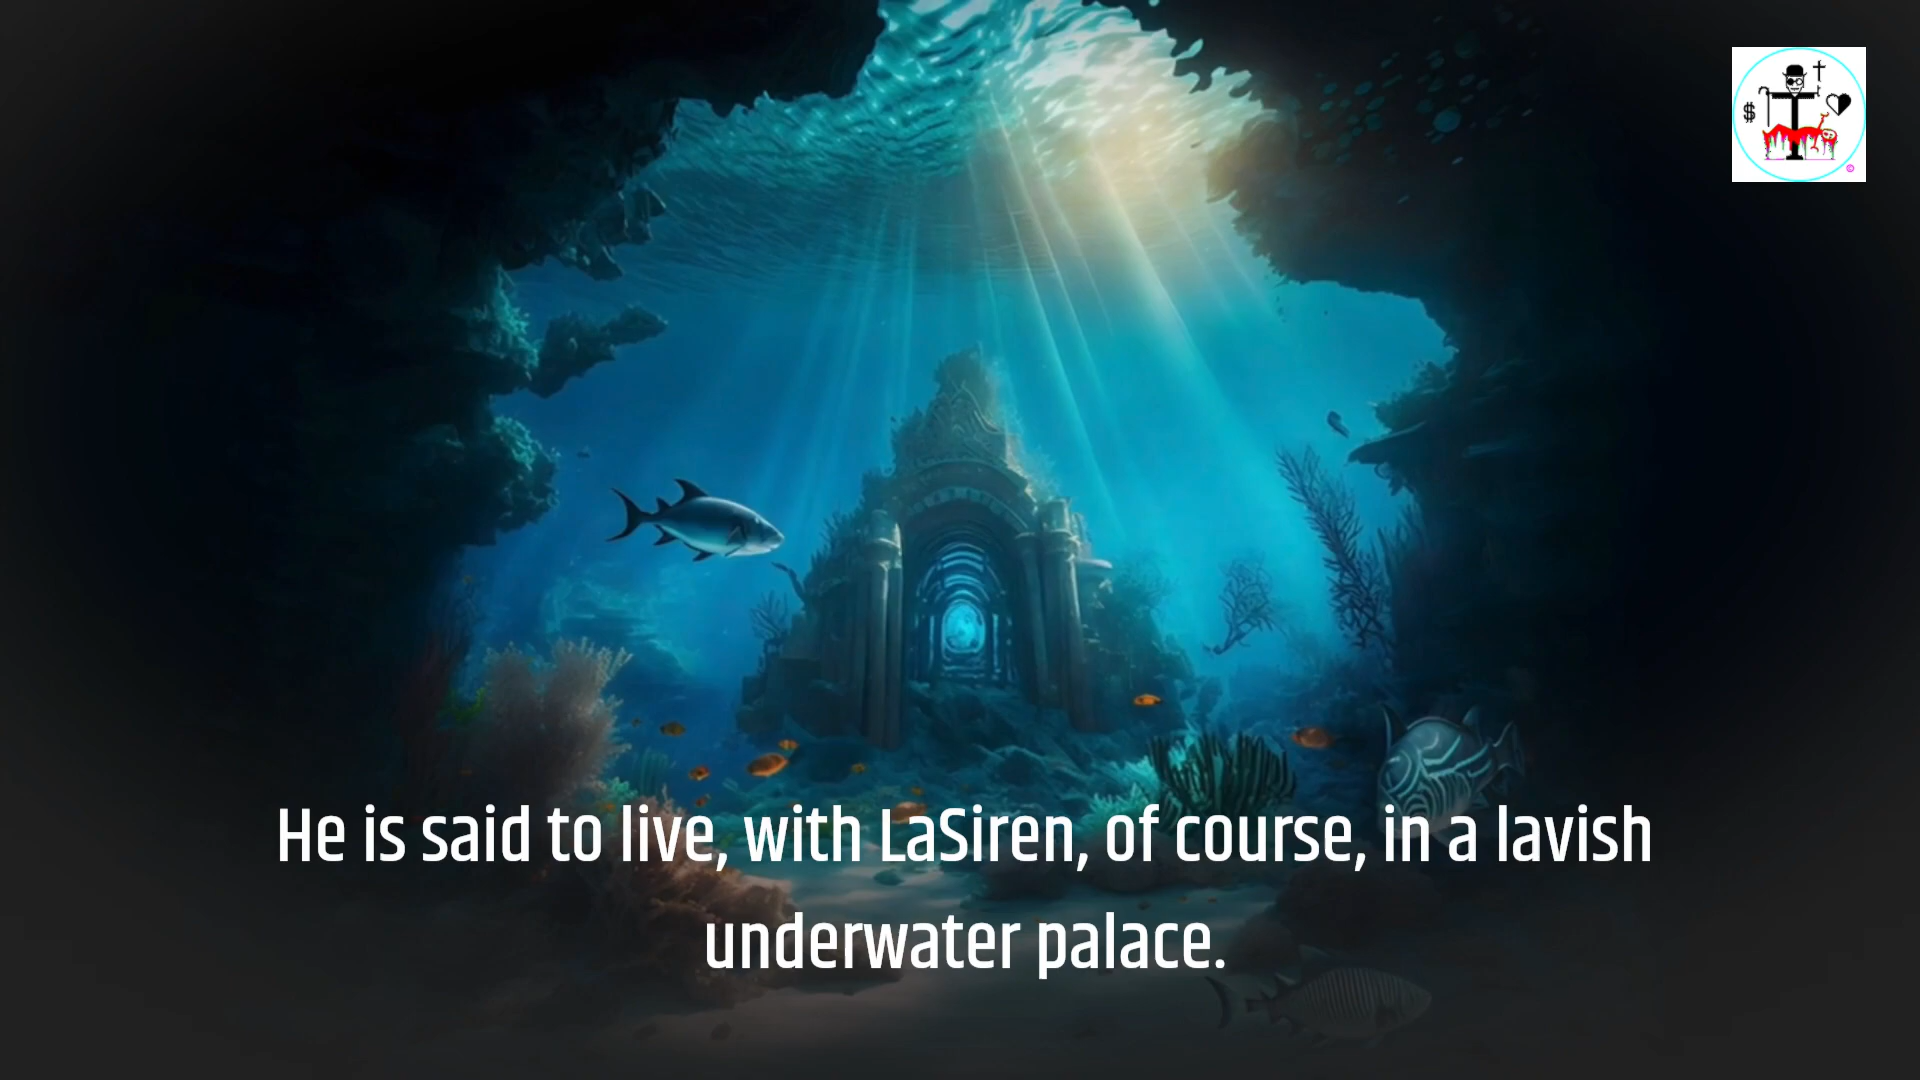 $
He is said to live, with LaSiren, of course, in a lavish
underwater palace.